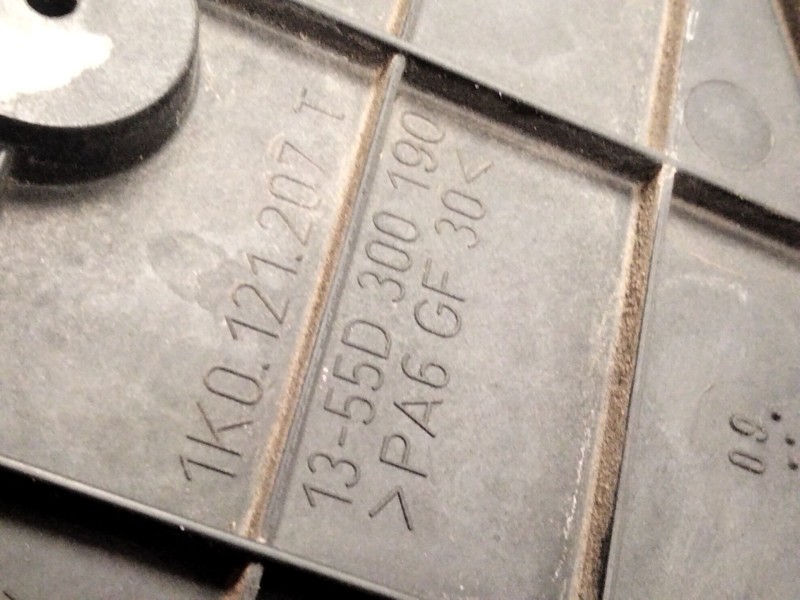 1K0.121.207.T
13-55D 300 190
>PA6 GF 30<
09